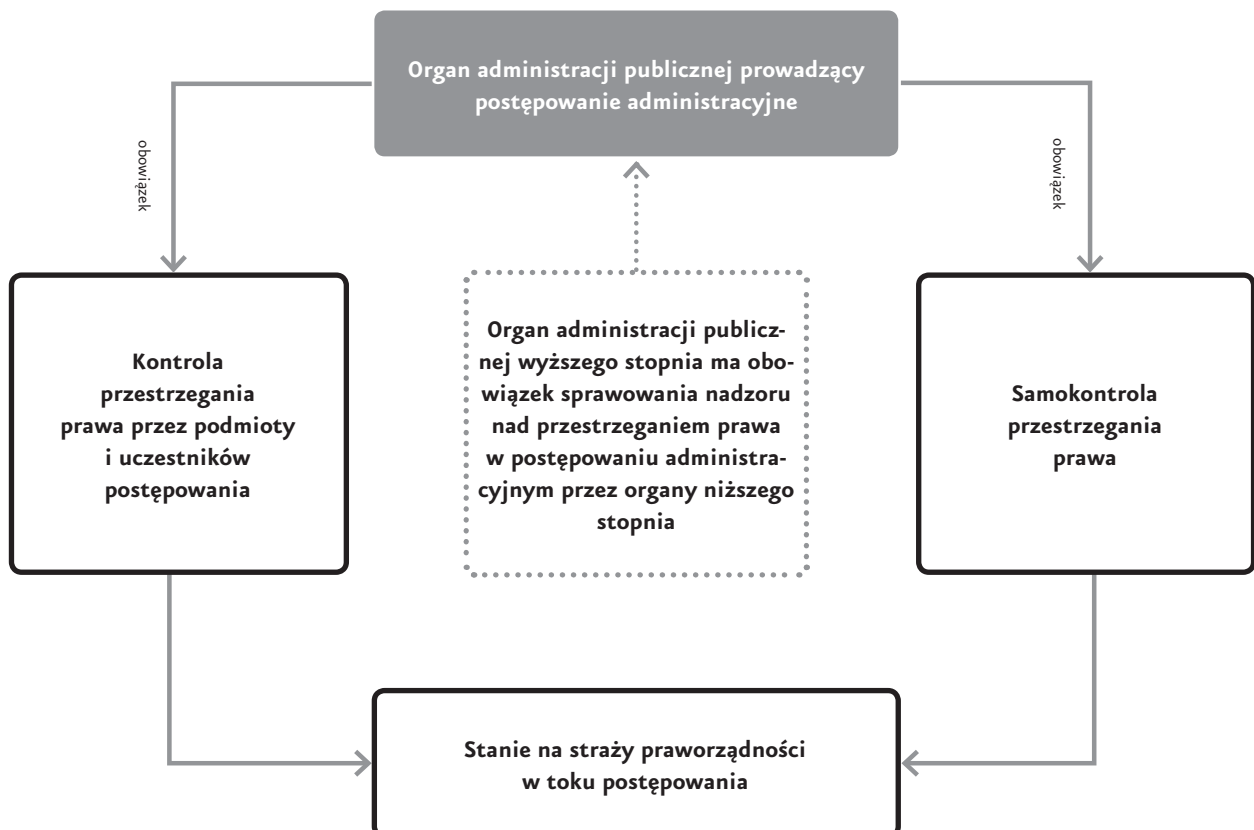 Organ administracji publicznej prowadzący
postępowanie administracyjne
obowiązek
obowiązek
Kontrola
przestrzegania
prawa przez podmioty
i uczestników
postępowania
Organ administracji publicz-
nej wyższego stopnia ma obo-
wiązek sprawowania nadzoru
nad przestrzeganiem prawa
w postępowaniu administra-
cyjnym przez organy niższego
stopnia
Samokontrola
przestrzegania
prawa
Stanie na straży praworządności
w toku postępowania